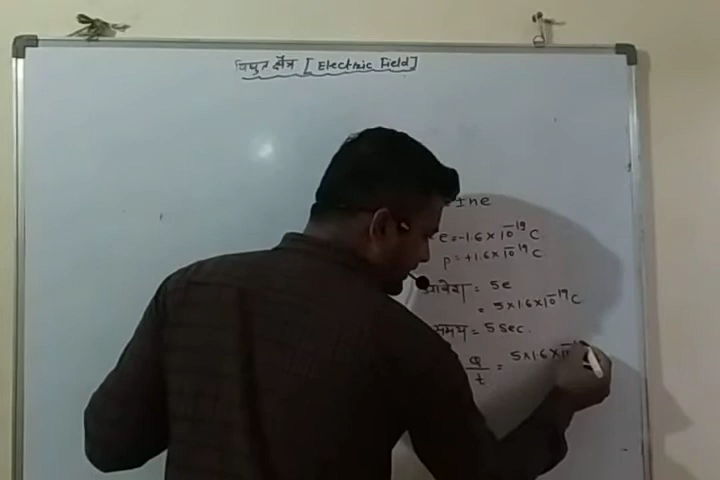 विद्युत क्षेत्र [Electric Field]
Ine
e = -1.6 × 10⁻¹⁹ C
p = +1.6 × 10⁻¹⁹ C
आवेश = 5e
= 5 × 1.6 × 10⁻¹⁹ C
समय = 5 Sec.
Q/t = 5 × 1.6 × 10